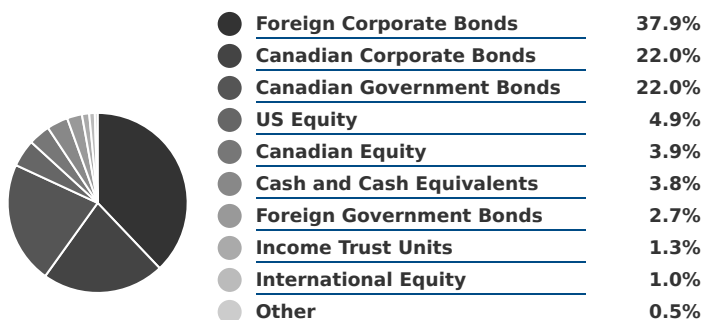 Foreign Corporate Bonds 37.9%
Canadian Corporate Bonds 22.0%
Canadian Government Bonds 22.0%
US Equity 4.9%
Canadian Equity 3.9%
Cash and Cash Equivalents 3.8%
Foreign Government Bonds 2.7%
Income Trust Units 1.3%
International Equity 1.0%
Other 0.5%